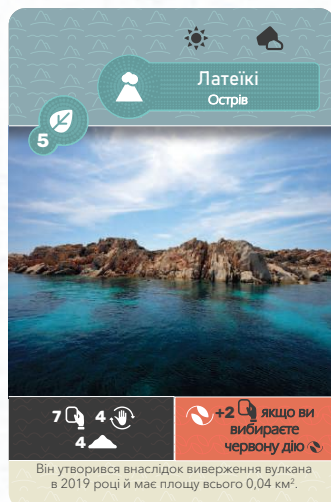 Латеїкі
Острів
5
7 4
4
+2 якщо ви
вибираєте
червону дію
Він утворився внаслідок виверження вулкана
в 2019 році й має площу всього 0,04 км².